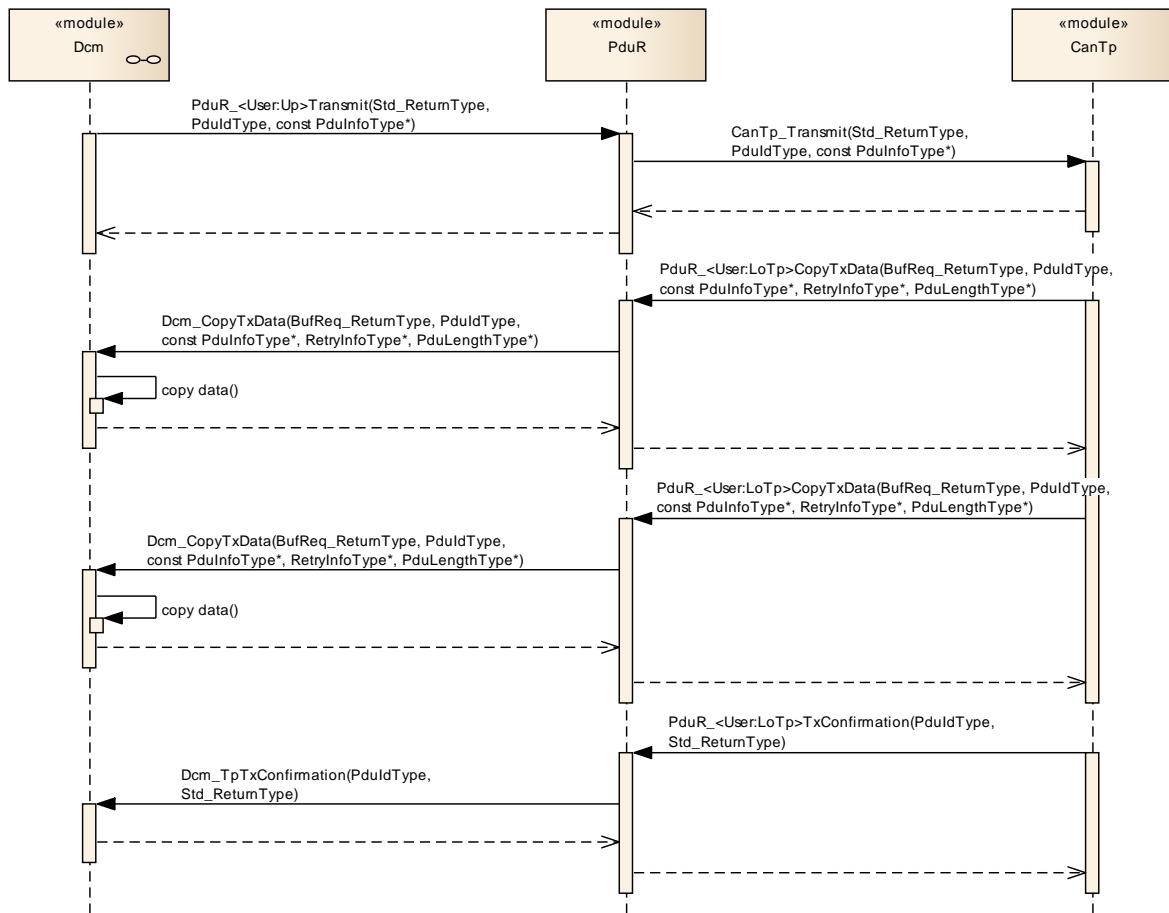 «module»
Dcm
«module»
PduR
«module»
CanTp
PduR_<User:Up>Transmit(Std_ReturnType,
PduIdType, const PduInfoType*)
CanTp_Transmit(Std_ReturnType,
PduIdType, const PduInfoType*)
PduR_<User:LoTp>CopyTxData(BufReq_ReturnType, PduIdType,
const PduInfoType*, RetryInfoType*, PduLengthType*)
Dcm_CopyTxData(BufReq_ReturnType, PduIdType,
const PduInfoType*, RetryInfoType*, PduLengthType*)
copy data()
PduR_<User:LoTp>CopyTxData(BufReq_ReturnType, PduIdType,
const PduInfoType*, RetryInfoType*, PduLengthType*)
Dcm_CopyTxData(BufReq_ReturnType, PduIdType,
const PduInfoType*, RetryInfoType*, PduLengthType*)
copy data()
PduR_<User:LoTp>TxConfirmation(PduIdType,
Std_ReturnType)
Dcm_TpTxConfirmation(PduIdType,
Std_ReturnType)